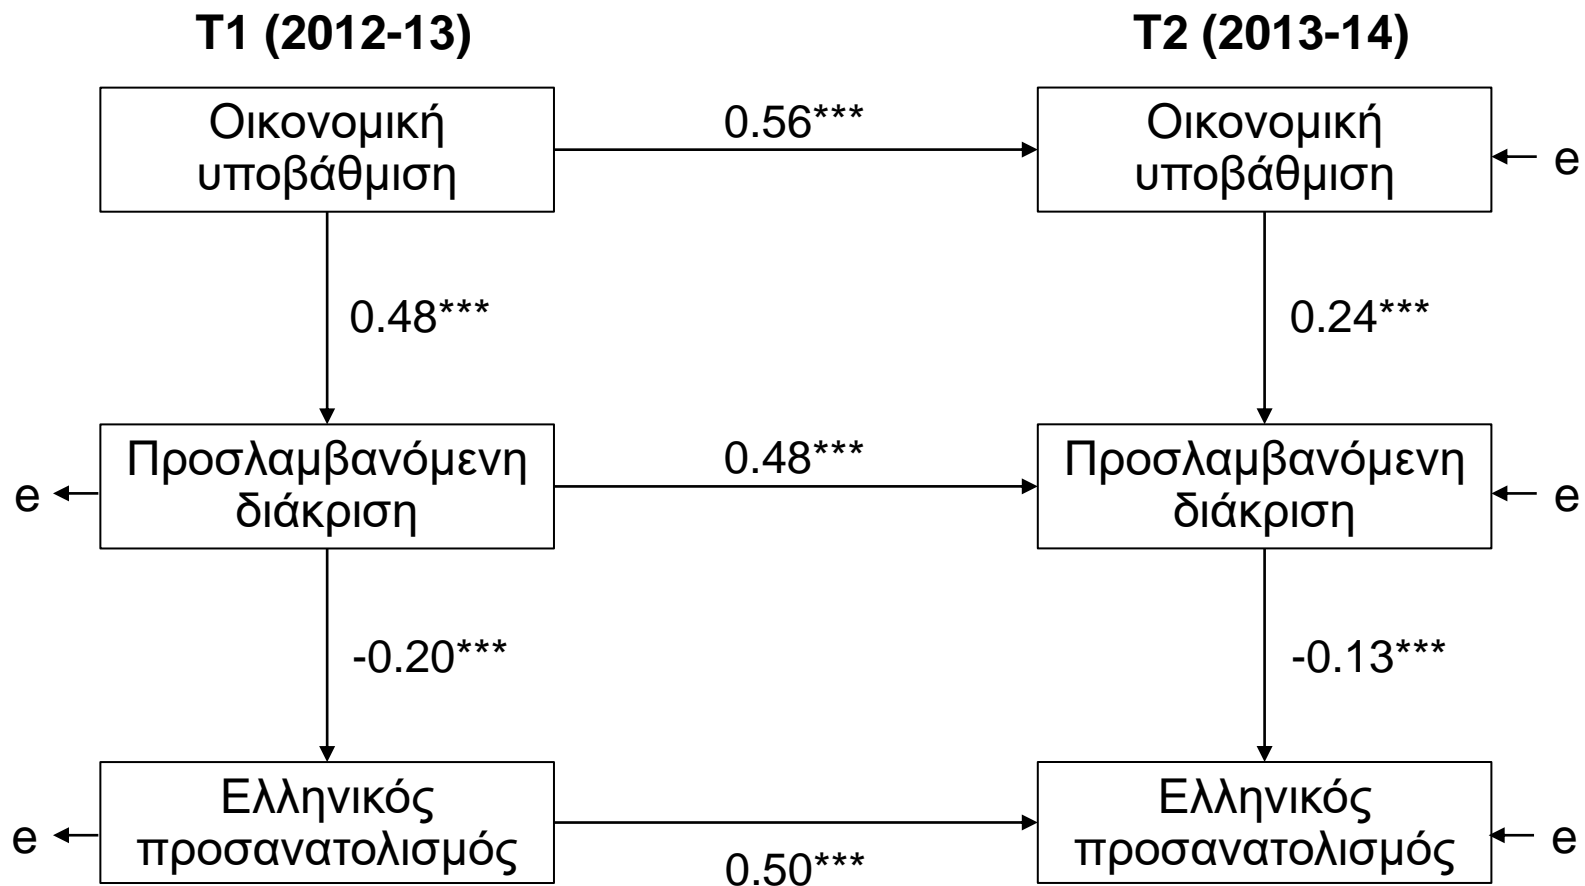 T1 (2012-13)
T2 (2013-14)
Οικονομική
υποβάθμιση
0.56***
Οικονομική
υποβάθμιση
e
0.48***
0.24***
e
Προσλαμβανόμενη
διάκριση
0.48***
Προσλαμβανόμενη
διάκριση
e
-0.20***
-0.13***
e
Ελληνικός
προσανατολισμός
0.50***
Ελληνικός
προσανατολισμός
e